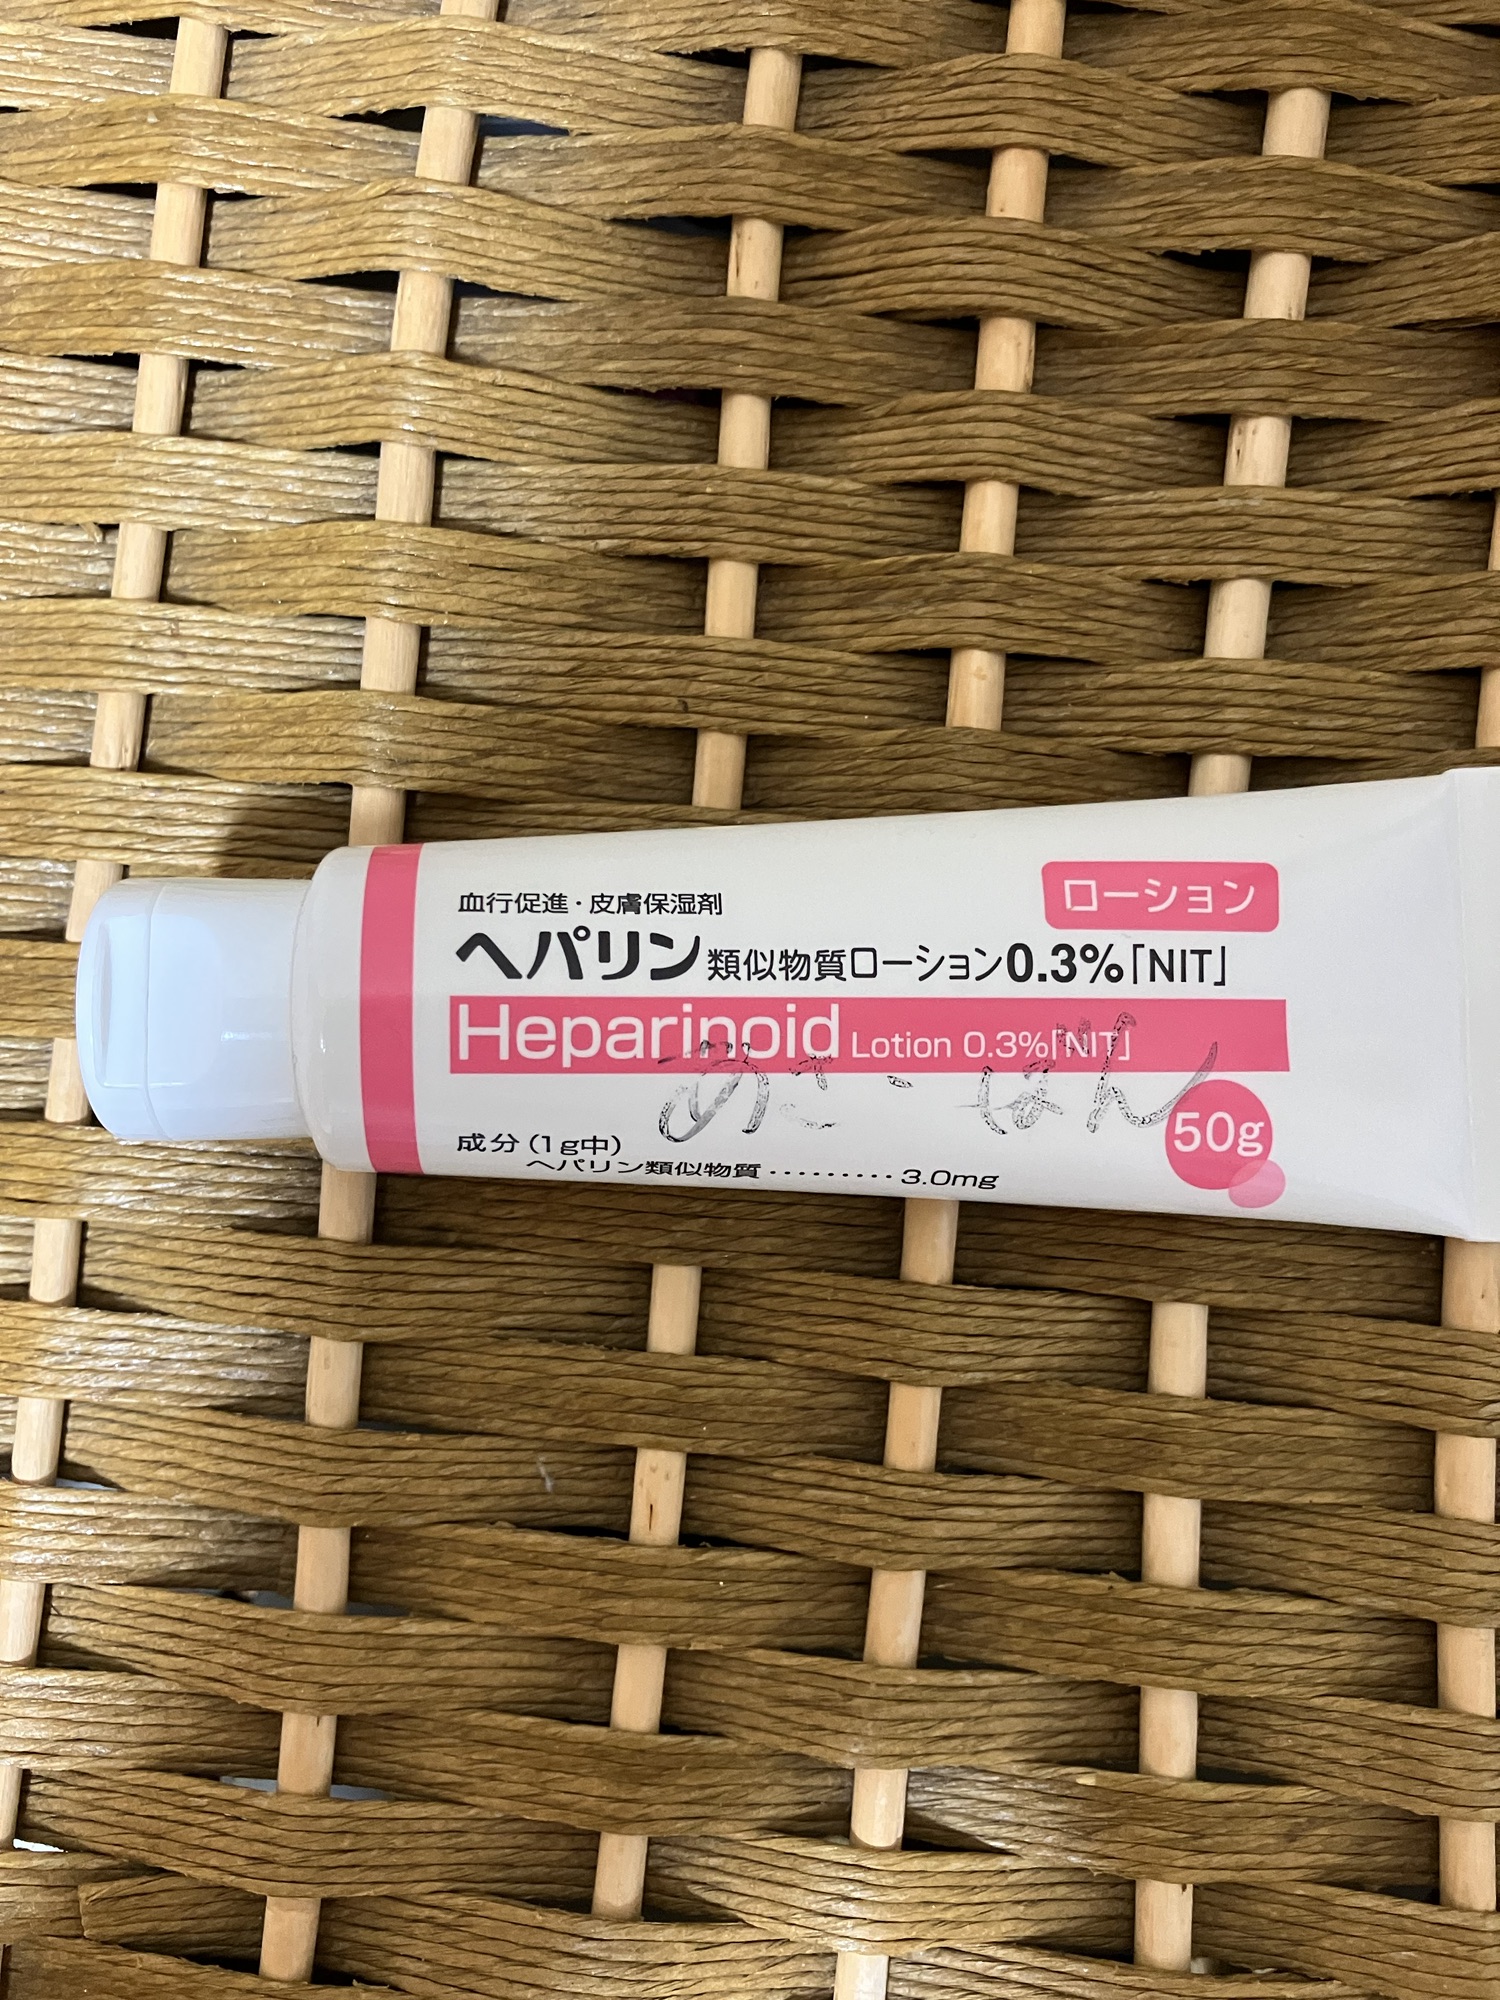 血行促進・皮膚保湿剤
ローション
ヘパリン類似物質ローション0.3%「NIT」
Heparinoid Lotion 0.3%「NIT」
あさ・ばん
50g
成分(1g中)
ヘパリン類似物質･････････3.0mg